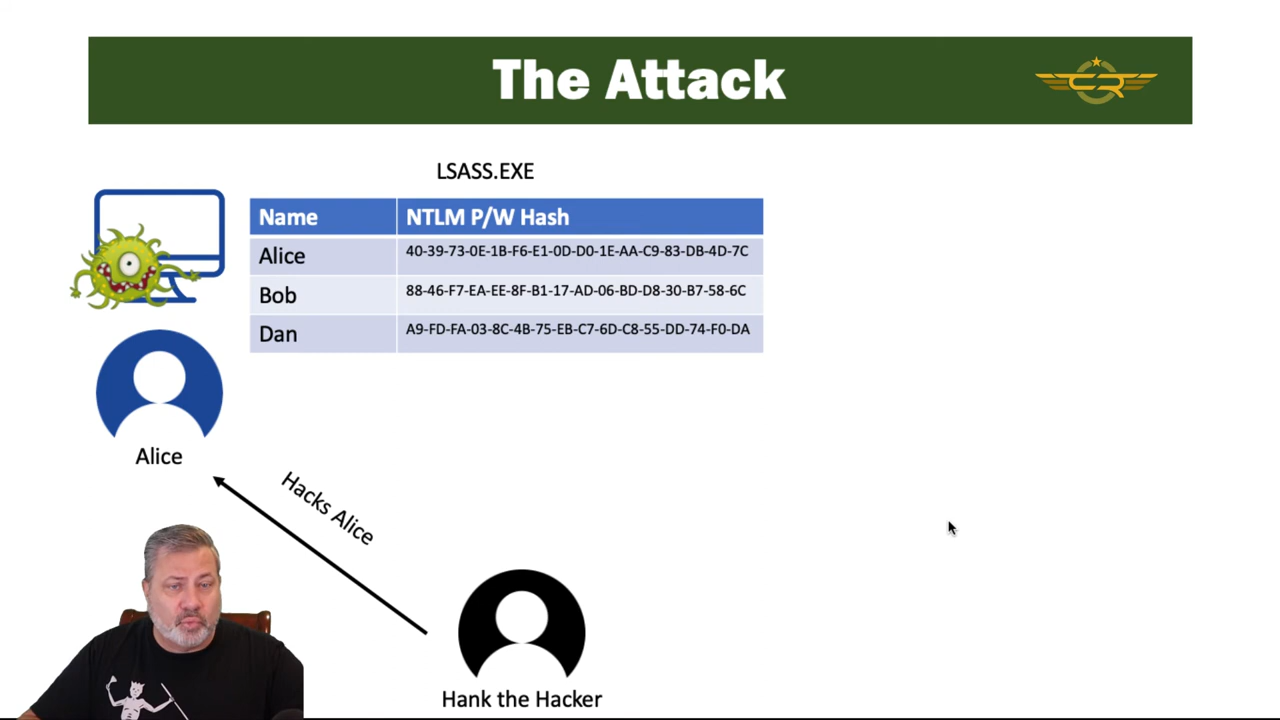 The Attack
CR
LSASS.EXE
Name NTLM P/W Hash
Alice 40-39-73-0E-1B-F6-E1-0D-D0-1E-AA-C9-83-DB-4D-7C
Bob 88-46-F7-EA-EE-8F-B1-17-AD-06-BD-D8-30-B7-58-6C
Dan A9-FD-FA-03-8C-4B-75-EB-C7-6D-C8-55-DD-74-F0-DA
Alice
Hacks Alice
Hank the Hacker